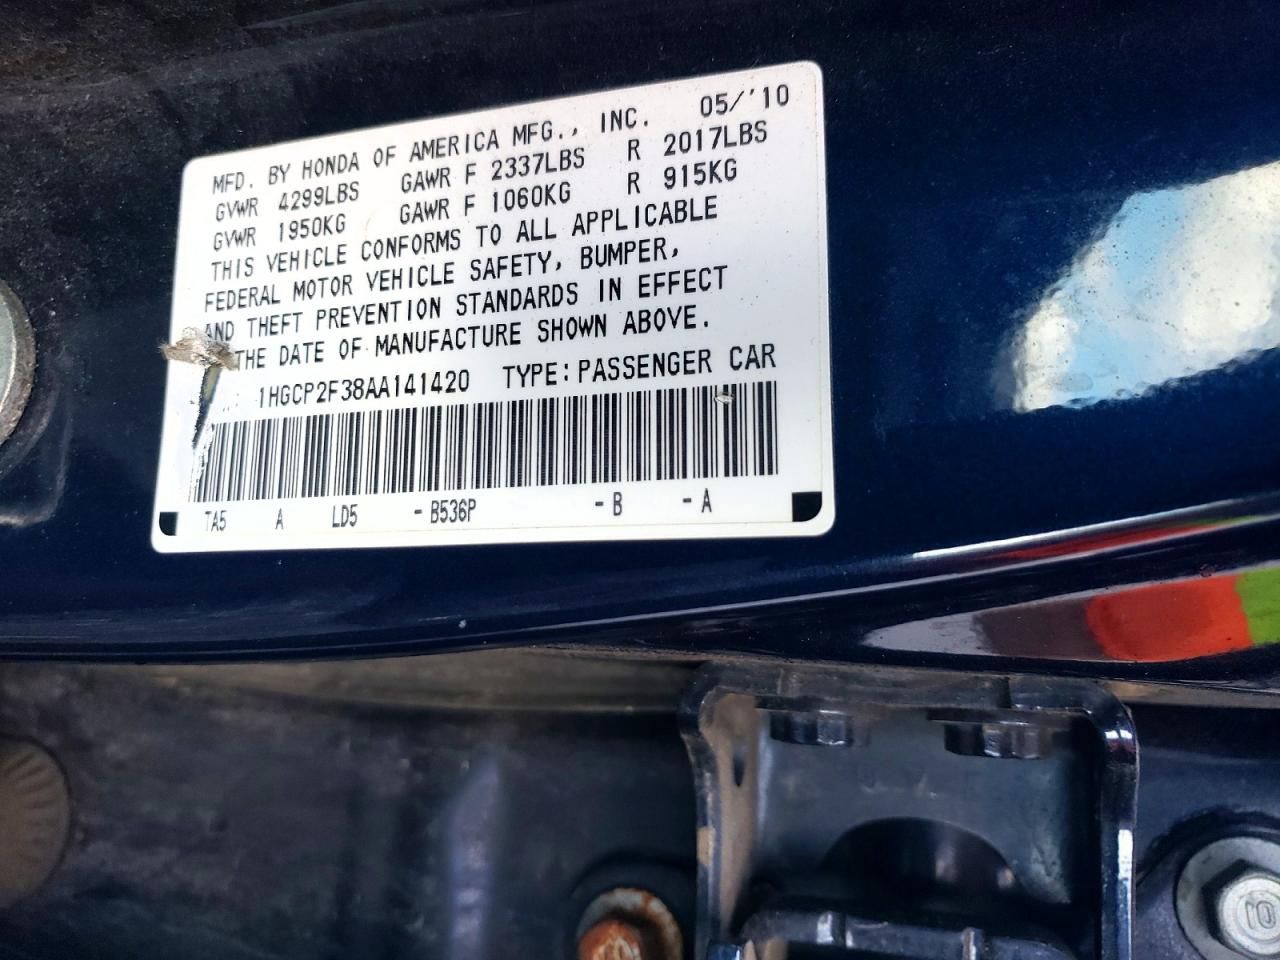 MFD. BY HONDA OF AMERICA MFG., INC. 05/'10
GVWR 4299LBS GAWR F 2337LBS R 2017LBS
GVWR 1950KG GAWR F 1060KG R 915KG
THIS VEHICLE CONFORMS TO ALL APPLICABLE
FEDERAL MOTOR VEHICLE SAFETY, BUMPER,
AND THEFT PREVENTION STANDARDS IN EFFECT
THE DATE OF MANUFACTURE SHOWN ABOVE.
1HGCP2F38AA141420 TYPE: PASSENGER CAR
TA5 A LD5 - B536P - B - A
10